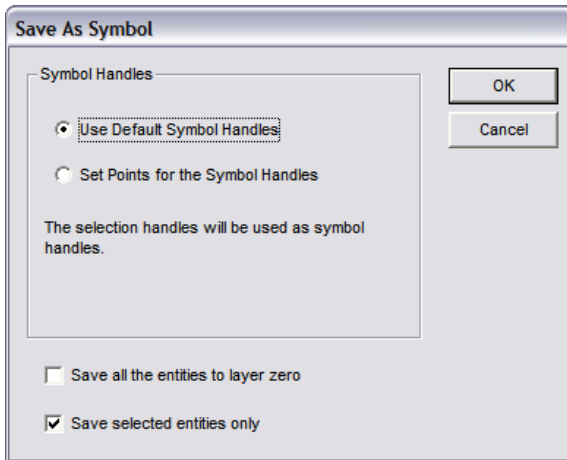 Save As Symbol
Symbol Handles
OK
Use Default Symbol Handles
Cancel
Set Points for the Symbol Handles
The selection handles will be used as symbol
handles.
Save all the entities to layer zero
Save selected entities only